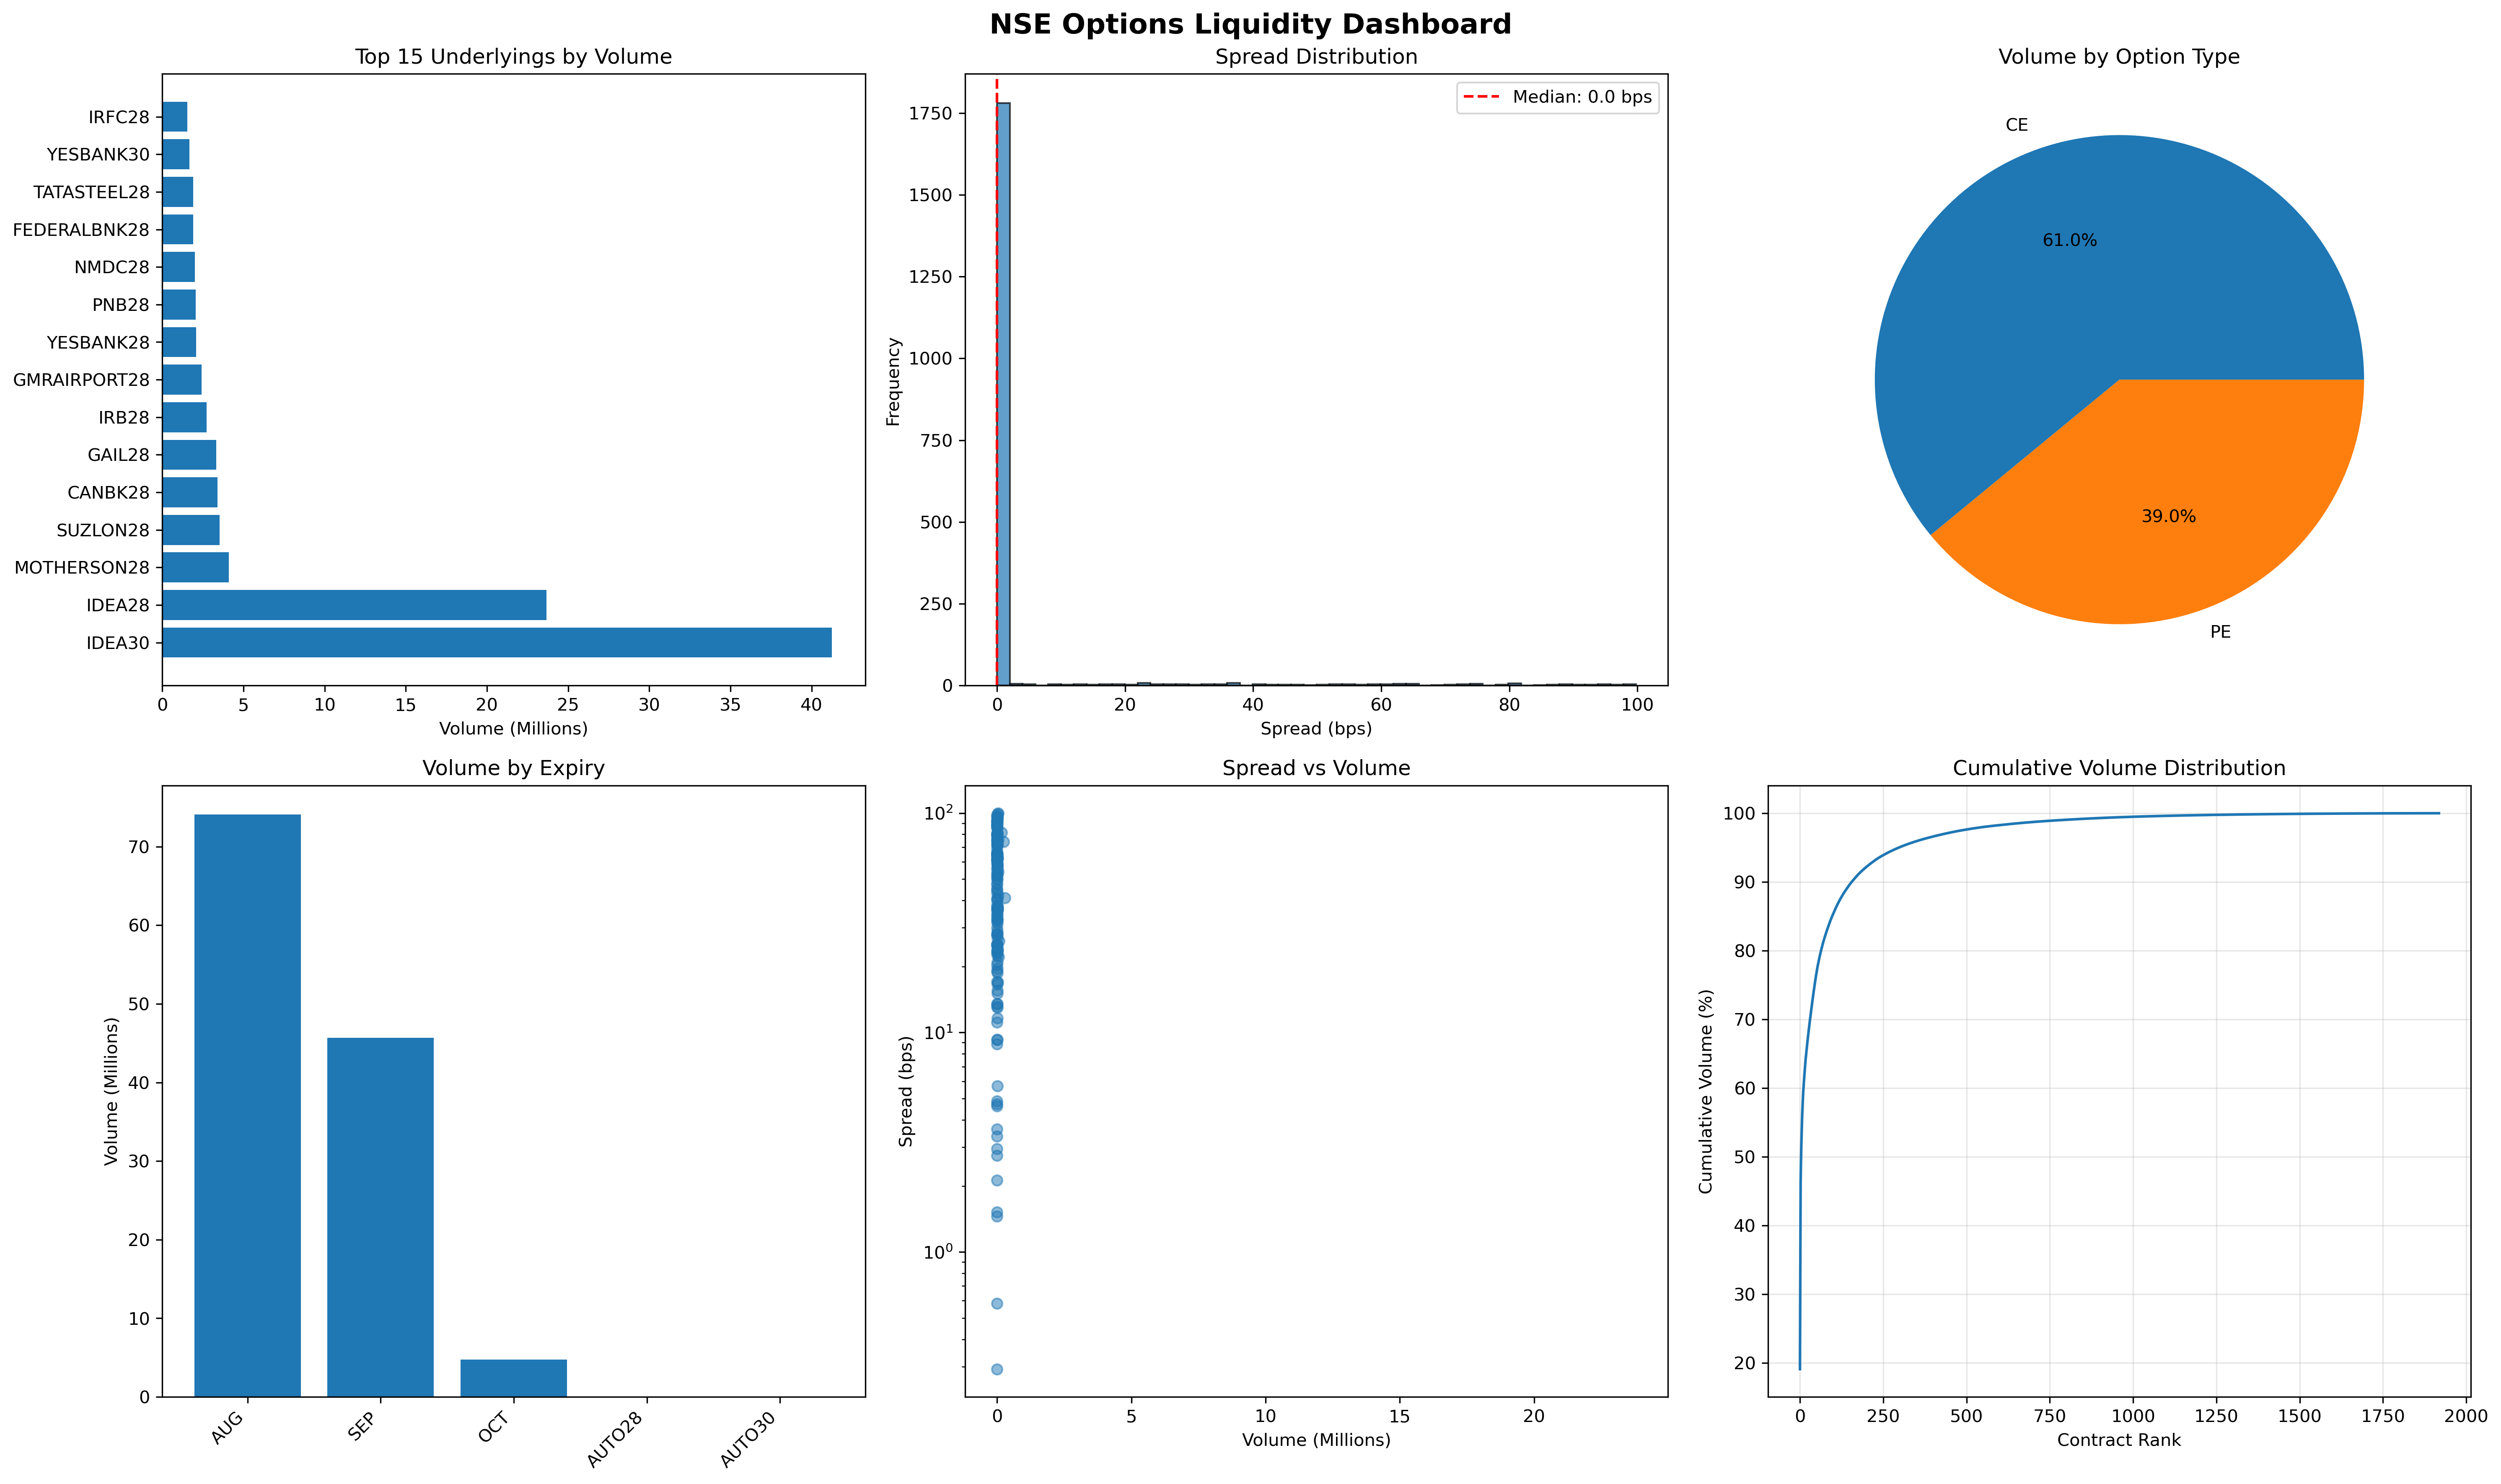 NSE Options Liquidity Dashboard
Top 15 Underlyings by Volume
IRFC28
YESBANK30
TATASTEEL28
FEDERALBNK28
NMDC28
PNB28
YESBANK28
GMRAIRPORT28
IRB28
GAIL28
CANBK28
SUZLON28
MOTHERSON28
IDEA28
IDEA30
0 5 10 15 20 25 30 35 40
Volume (Millions)
Spread Distribution
Median: 0.0 bps
Frequency
1750
1500
1250
1000
750
500
250
0
0 20 40 60 80 100
Spread (bps)
Volume by Option Type
CE
61.0%
39.0%
PE
Volume by Expiry
Volume (Millions)
70
60
50
40
30
20
10
0
AUG SEP OCT AUTO28 AUTO30
Spread vs Volume
Spread (bps)
10²
10¹
10⁰
0 5 10 15 20
Volume (Millions)
Cumulative Volume Distribution
Cumulative Volume (%)
100
90
80
70
60
50
40
30
20
0 250 500 750 1000 1250 1500 1750 2000
Contract Rank